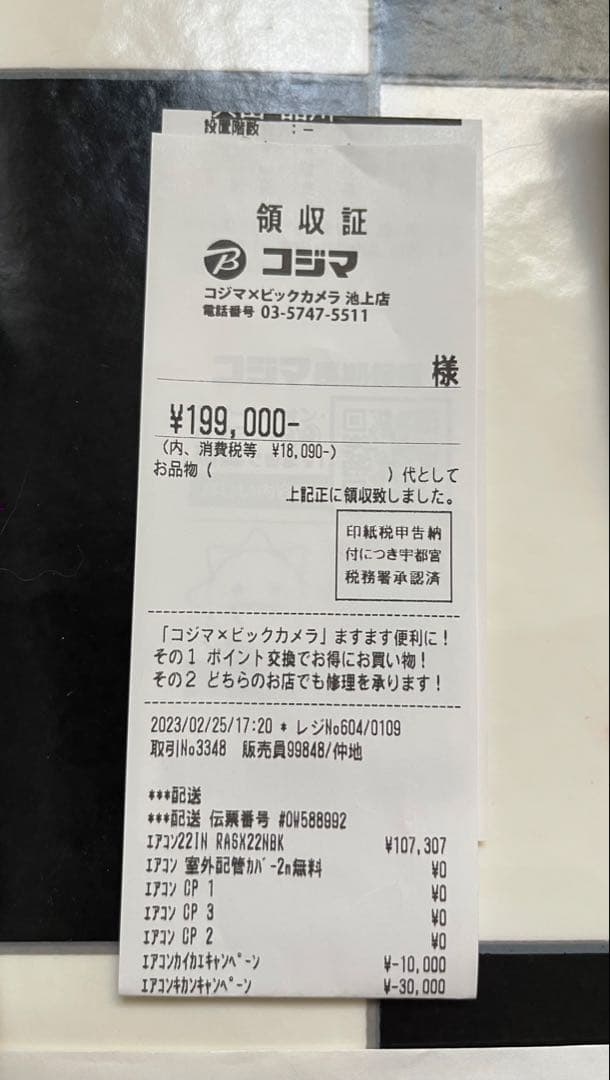 設置階数 :-
領収証
B コジマ
コジマ×ビックカメラ 池上店
電話番号 03-5747-5511
様
¥199,000-
(内、消費税等 ¥18,090-)
お品物( )代として
上記正に領収致しました。
印紙税申告納
付につき宇都宮
税務署承認済
「コジマ×ビックカメラ」ますます便利に!
その1 ポイント交換でお得にお買い物!
その2 どちらのお店でも修理を承ります!
2023/02/25/17:20 * レジNo604/0109
取引No3348 販売員99848/仲地
***配送
***配送 伝票番号 #0W588992
エアコン22IN RASX22NBK ¥107,307
エアコン 室外配管カバー2m無料 ¥0
エアコン CP 1 ¥0
エアコン CP 3 ¥0
エアコン CP 2 ¥0
エアコンカイカエキャンペーン ¥-10,000
エアコンキカンキャンペーン ¥-30,000